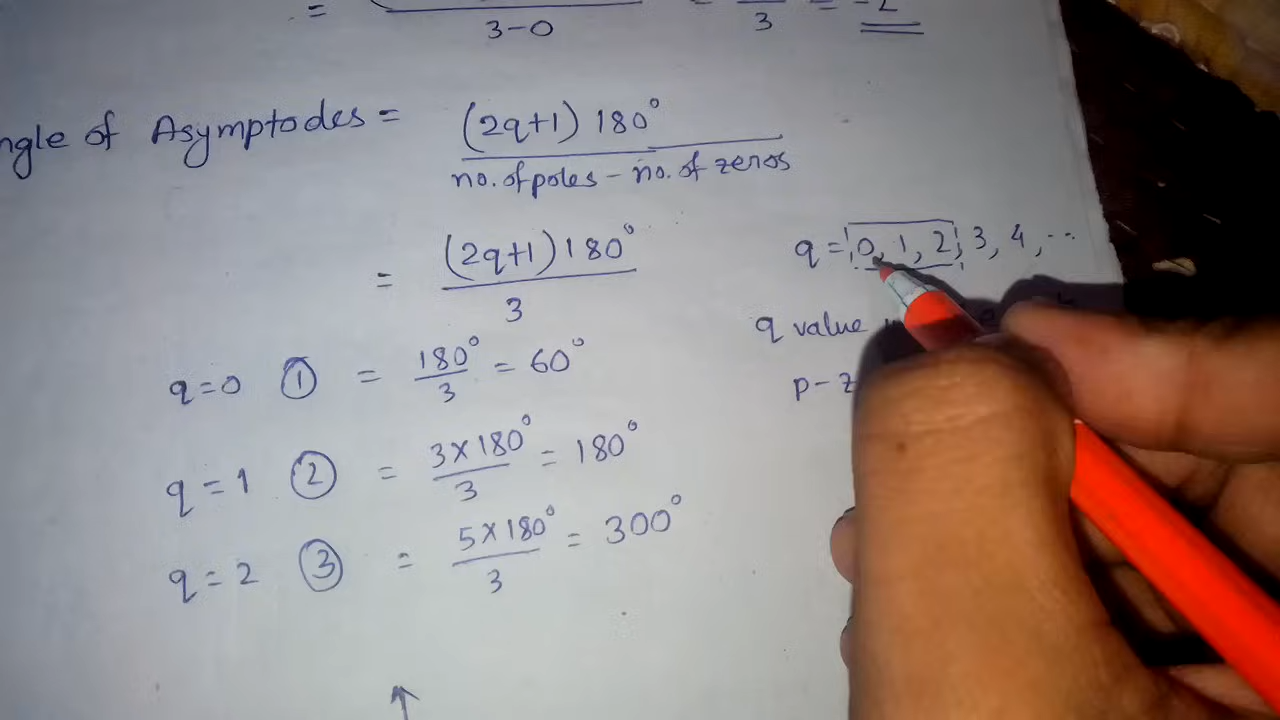 = 3-0 = 3 = -2
ngle of Asymptodes = (2q+1) 180° / no. of poles - no. of zeros
= (2q+1) 180° / 3
q = 0, 1, 2, 3, 4, ...
q value
p - z
q = 0 ① = 180° / 3 = 60°
q = 1 ② = 3 × 180° / 3 = 180°
q = 2 ③ = 5 × 180° / 3 = 300°